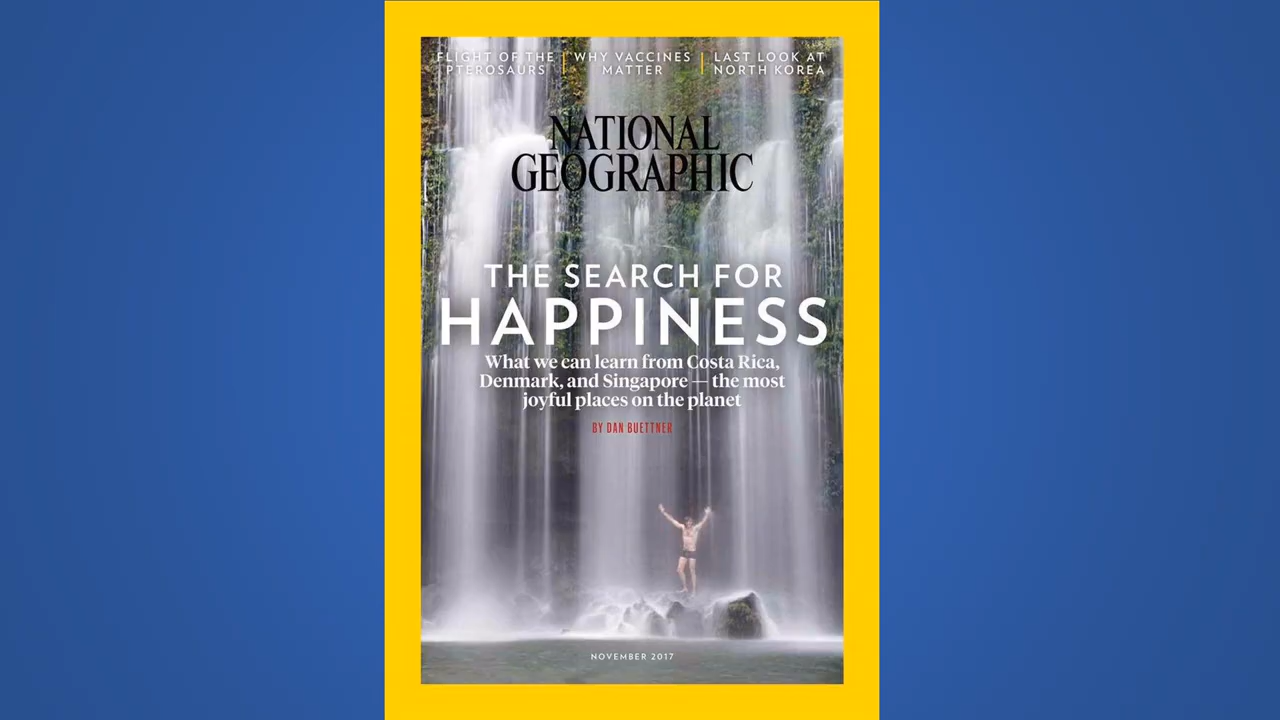 FLIGHT OF THE
PTEROSAURS
WHY VACCINES
MATTER
LAST LOOK AT
NORTH KOREA
NATIONAL
GEOGRAPHIC
THE SEARCH FOR
HAPPINESS
What we can learn from Costa Rica,
Denmark, and Singapore — the most
joyful places on the planet
BY DAN BUETTNER
NOVEMBER 2017